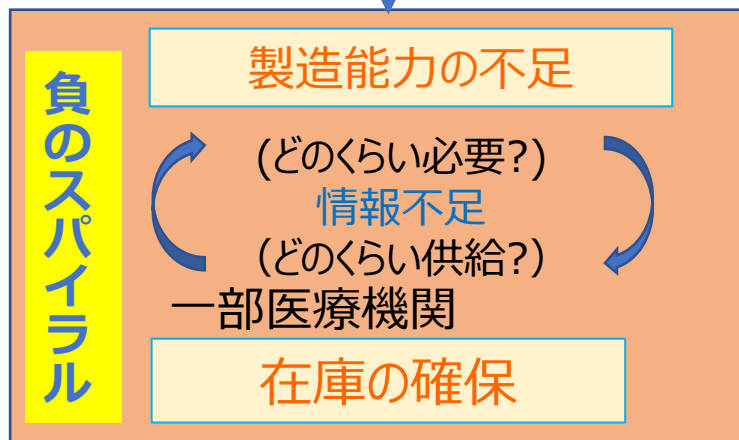 負のスパイラル
製造能力の不足
(どのくらい必要?)
情報不足
(どのくらい供給?)
一部医療機関
在庫の確保